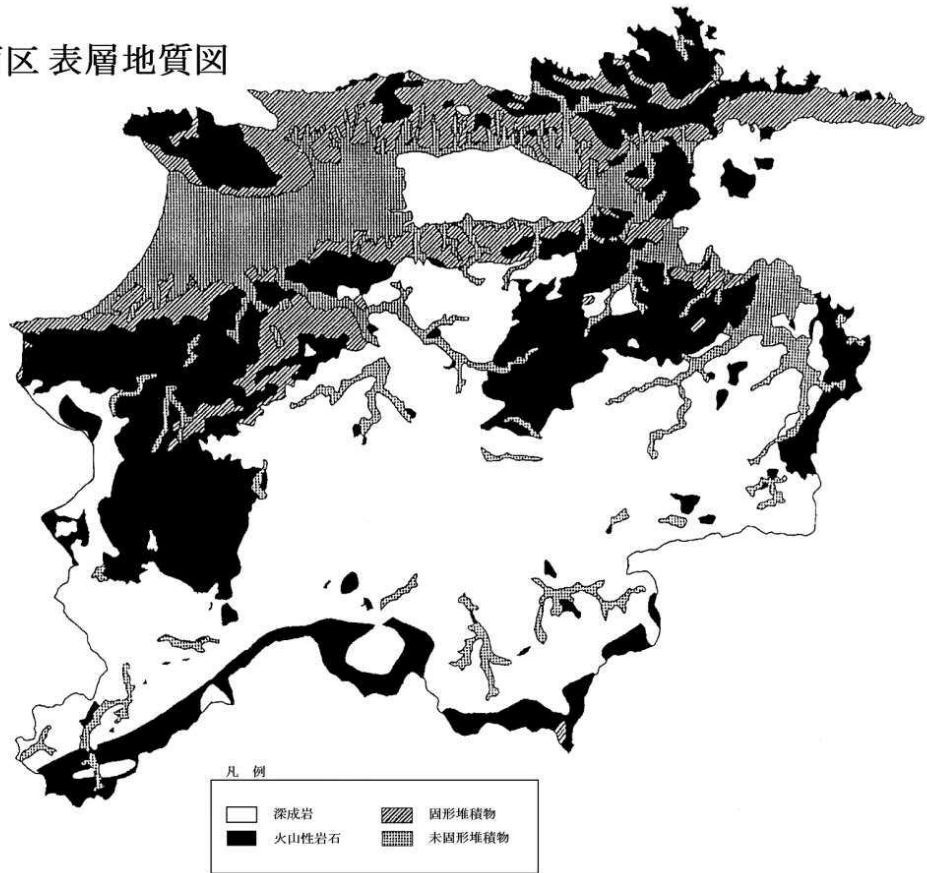 区 表層地質図
凡 例
深成岩
固形堆積物
火山性岩石
未固形堆積物